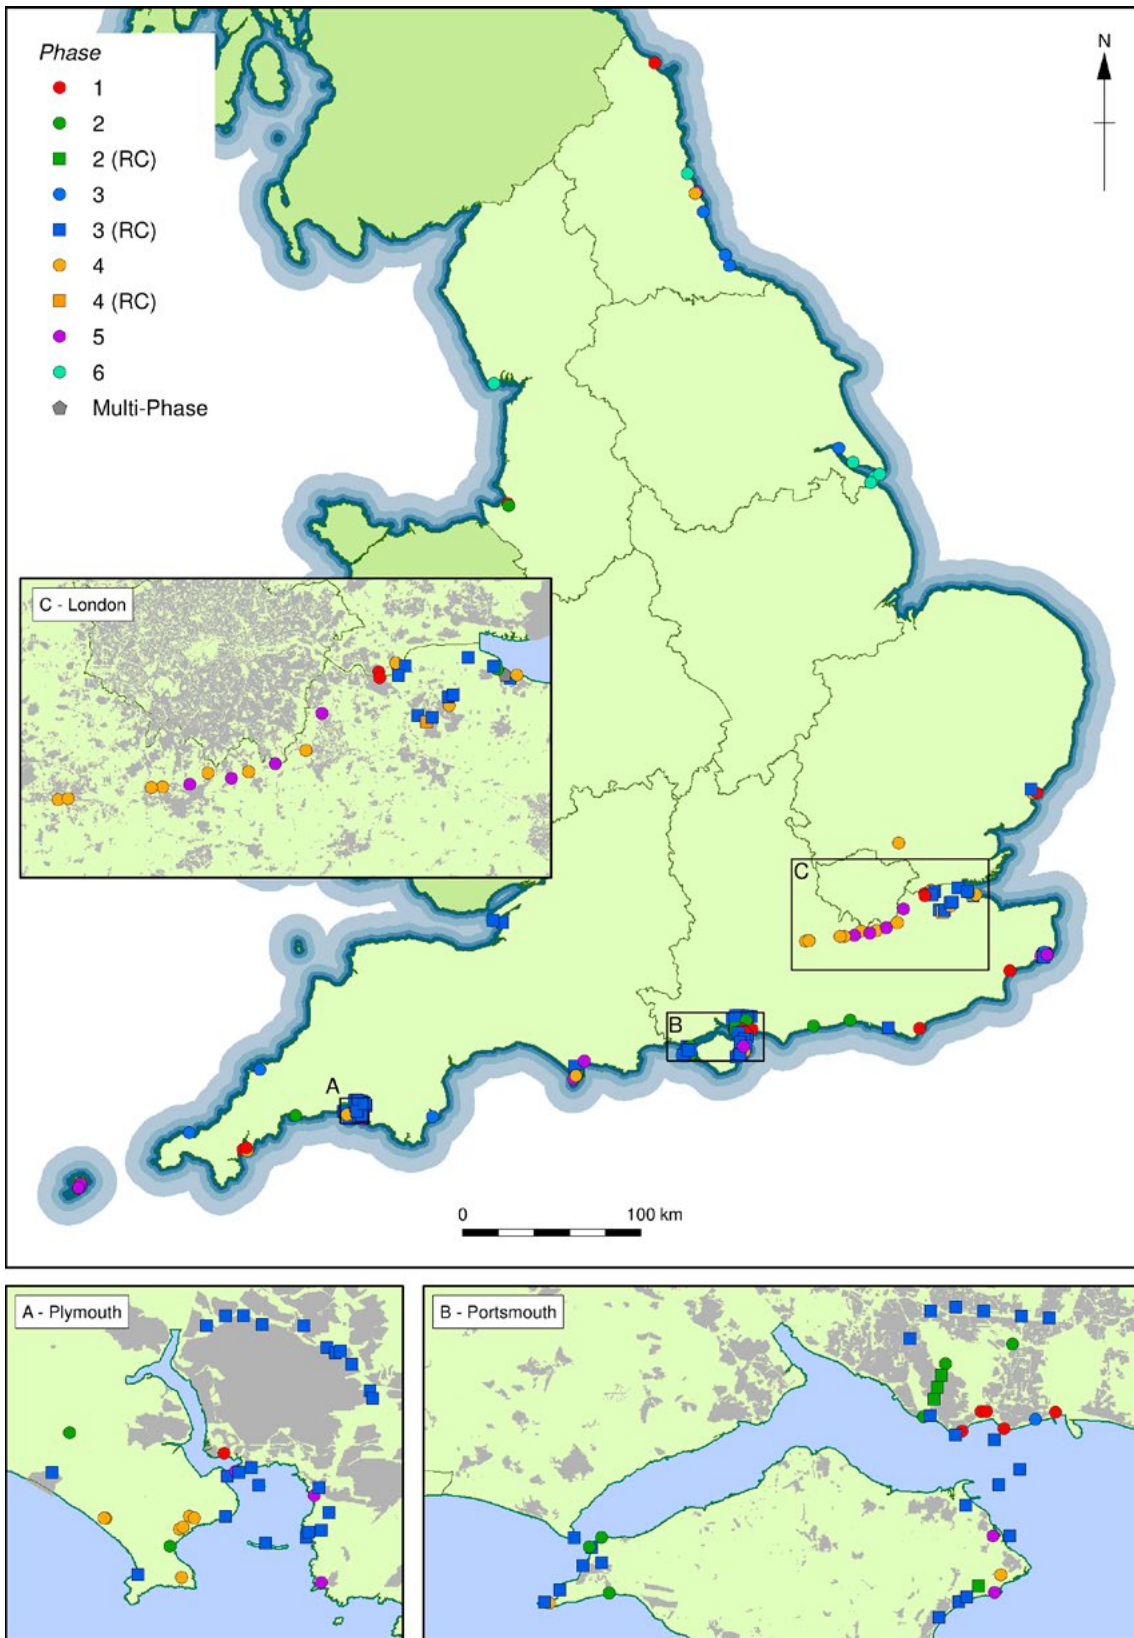 Phase
1
2
2 (RC)
3
3 (RC)
4
4 (RC)
5
6
Multi-Phase
N
C - London
C
B
A
0 100 km
A - Plymouth
B - Portsmouth